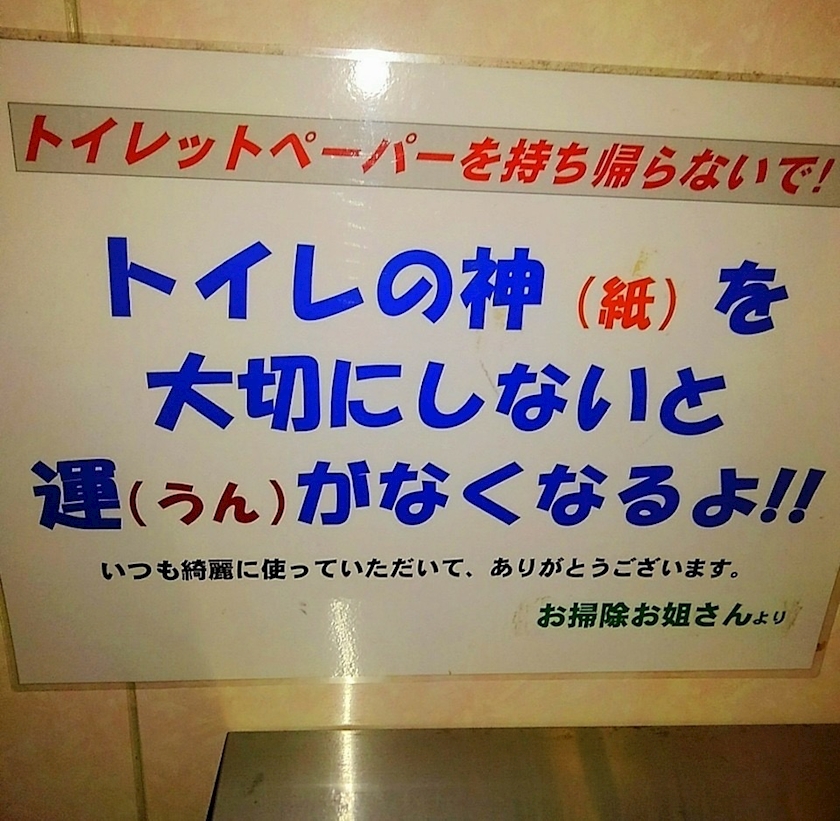 トイレットペーパーを持ち帰らないで!
トイレの神(紙)を
大切にしないと
運(うん)がなくなるよ!!
いつも綺麗に使っていただいて、ありがとうございます。
お掃除お姐さんより